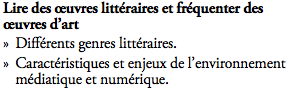 Lire des œuvres littéraires et fréquenter des
œuvres d’art
» Différents genres littéraires.
» Caractéristiques et enjeux de l’environnement
médiatique et numérique.